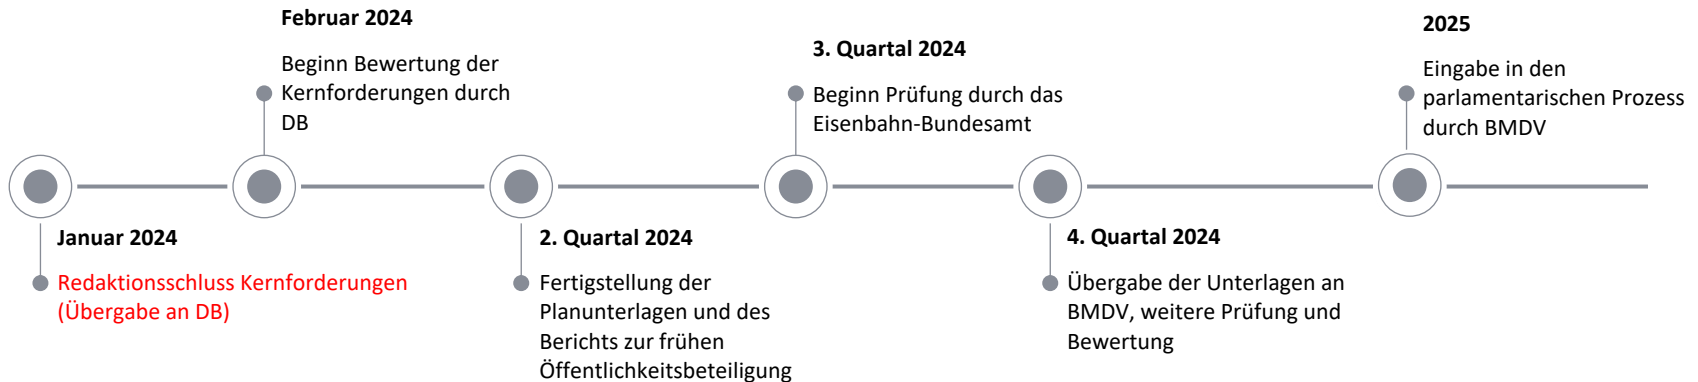 Januar 2024
Redaktionsschluss Kernforderungen
(Übergabe an DB)
Februar 2024
Beginn Bewertung der
Kernforderungen durch
DB
2. Quartal 2024
Fertigstellung der
Planunterlagen und des
Berichts zur frühen
Öffentlichkeitsbeteiligung
3. Quartal 2024
Beginn Prüfung durch das
Eisenbahn-Bundesamt
4. Quartal 2024
Übergabe der Unterlagen an
BMDV, weitere Prüfung und
Bewertung
2025
Eingabe in den
parlamentarischen Prozess
durch BMDV